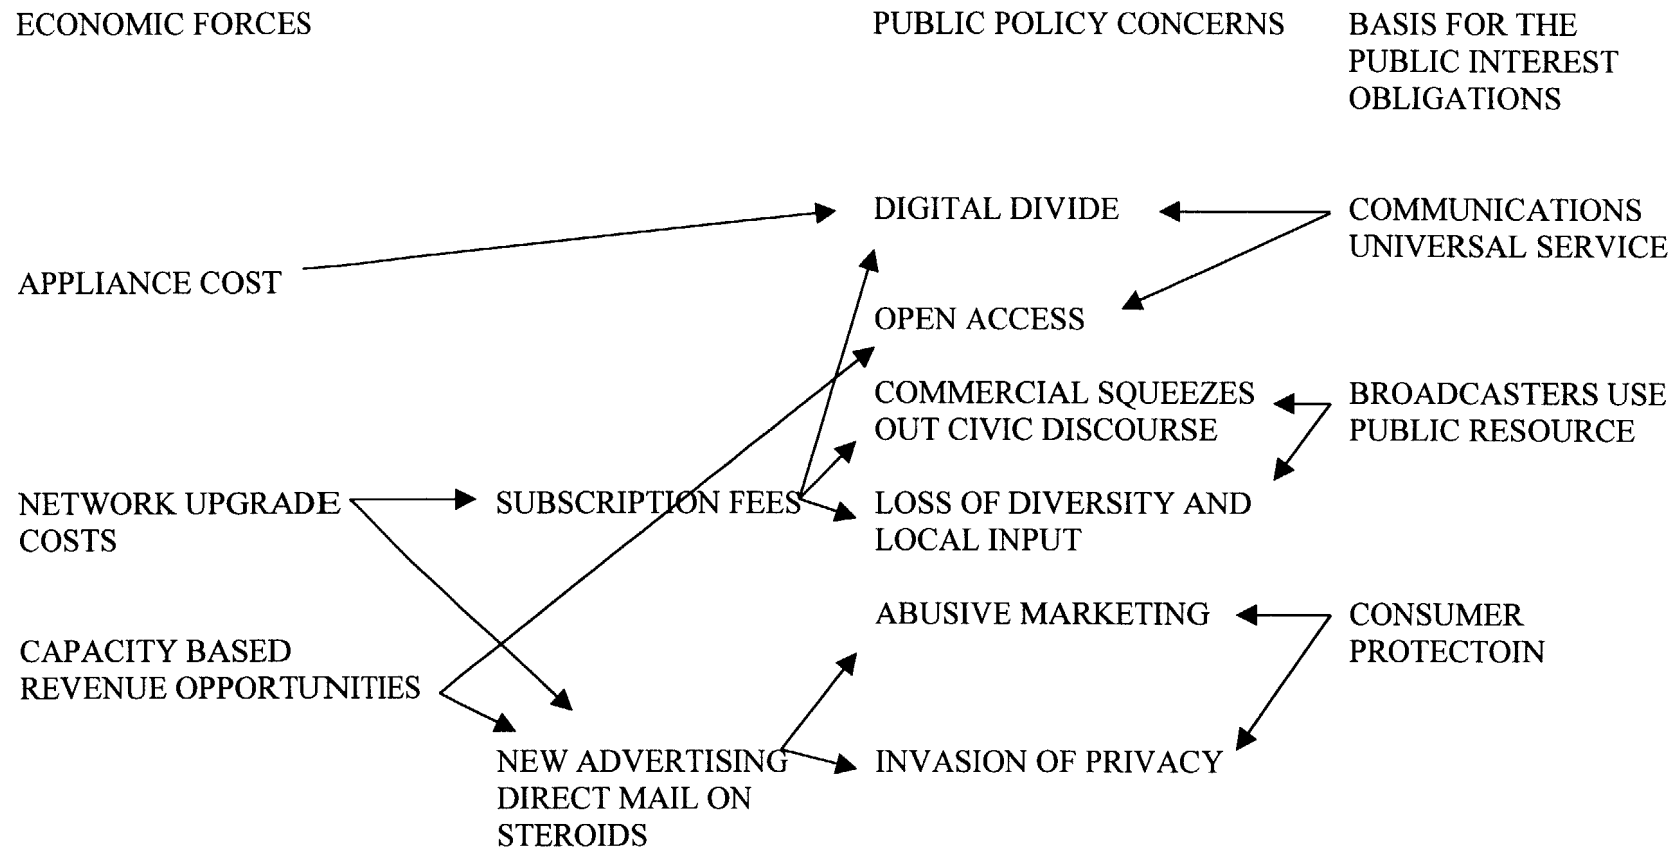 ECONOMIC FORCES
PUBLIC POLICY CONCERNS
BASIS FOR THE
PUBLIC INTEREST
OBLIGATIONS
DIGITAL DIVIDE
COMMUNICATIONS
UNIVERSAL SERVICE
APPLIANCE COST
OPEN ACCESS
COMMERCIAL SQUEEZES
OUT CIVIC DISCOURSE
BROADCASTERS USE
PUBLIC RESOURCE
NETWORK UPGRADE
COSTS
SUBSCRIPTION FEES
LOSS OF DIVERSITY AND
LOCAL INPUT
ABUSIVE MARKETING
CONSUMER
PROTECTOIN
CAPACITY BASED
REVENUE OPPORTUNITIES
NEW ADVERTISING
DIRECT MAIL ON
STEROIDS
INVASION OF PRIVACY